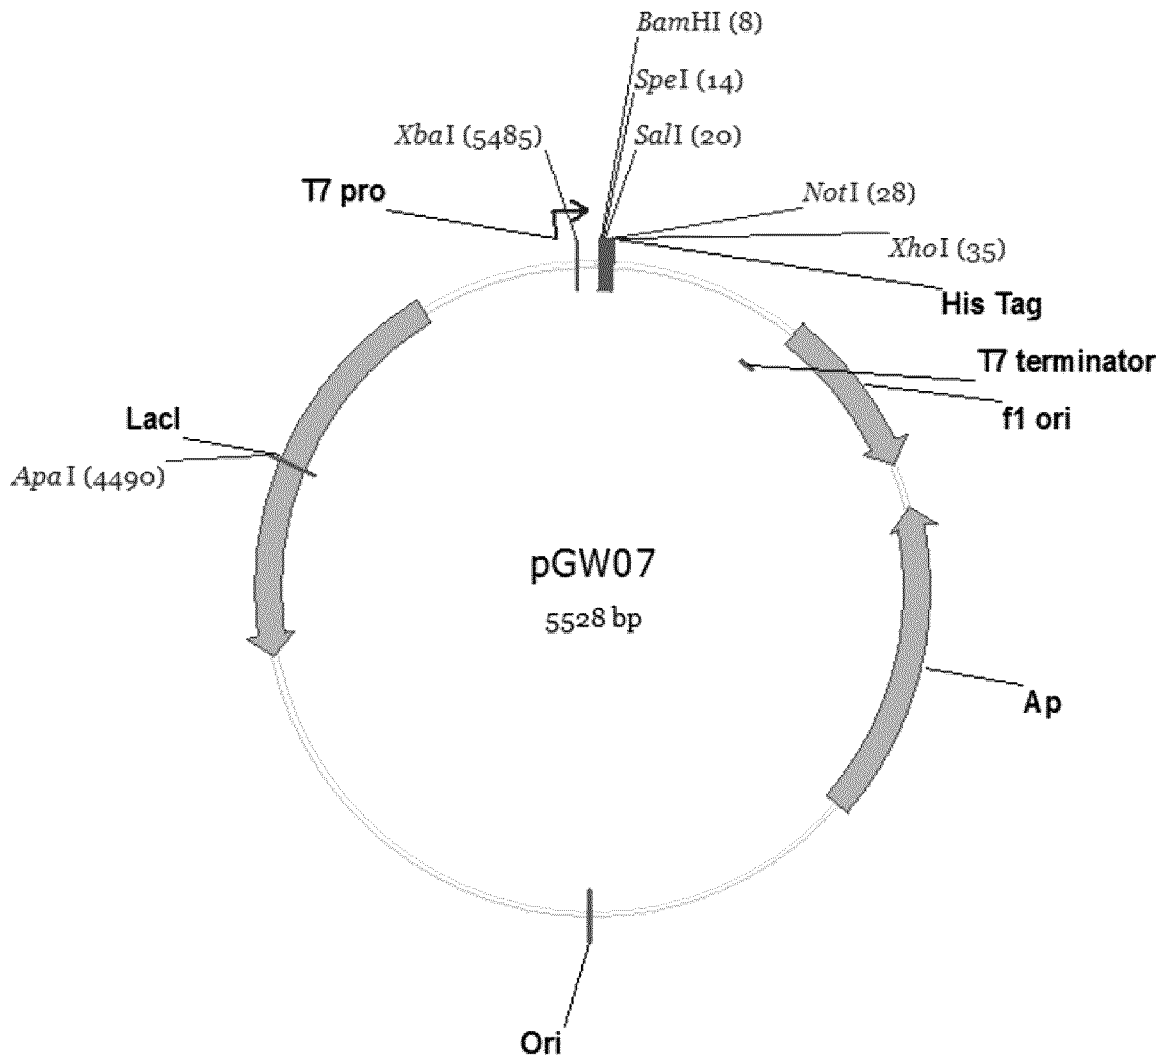 BamHI (8)
SpeI (14)
XbaI (5485)
SalI (20)
T7 pro
NotI (28)
XhoI (35)
His Tag
T7 terminator
LacI
f1 ori
ApaI (4490)
pGW07
5528 bp
Ap
Ori